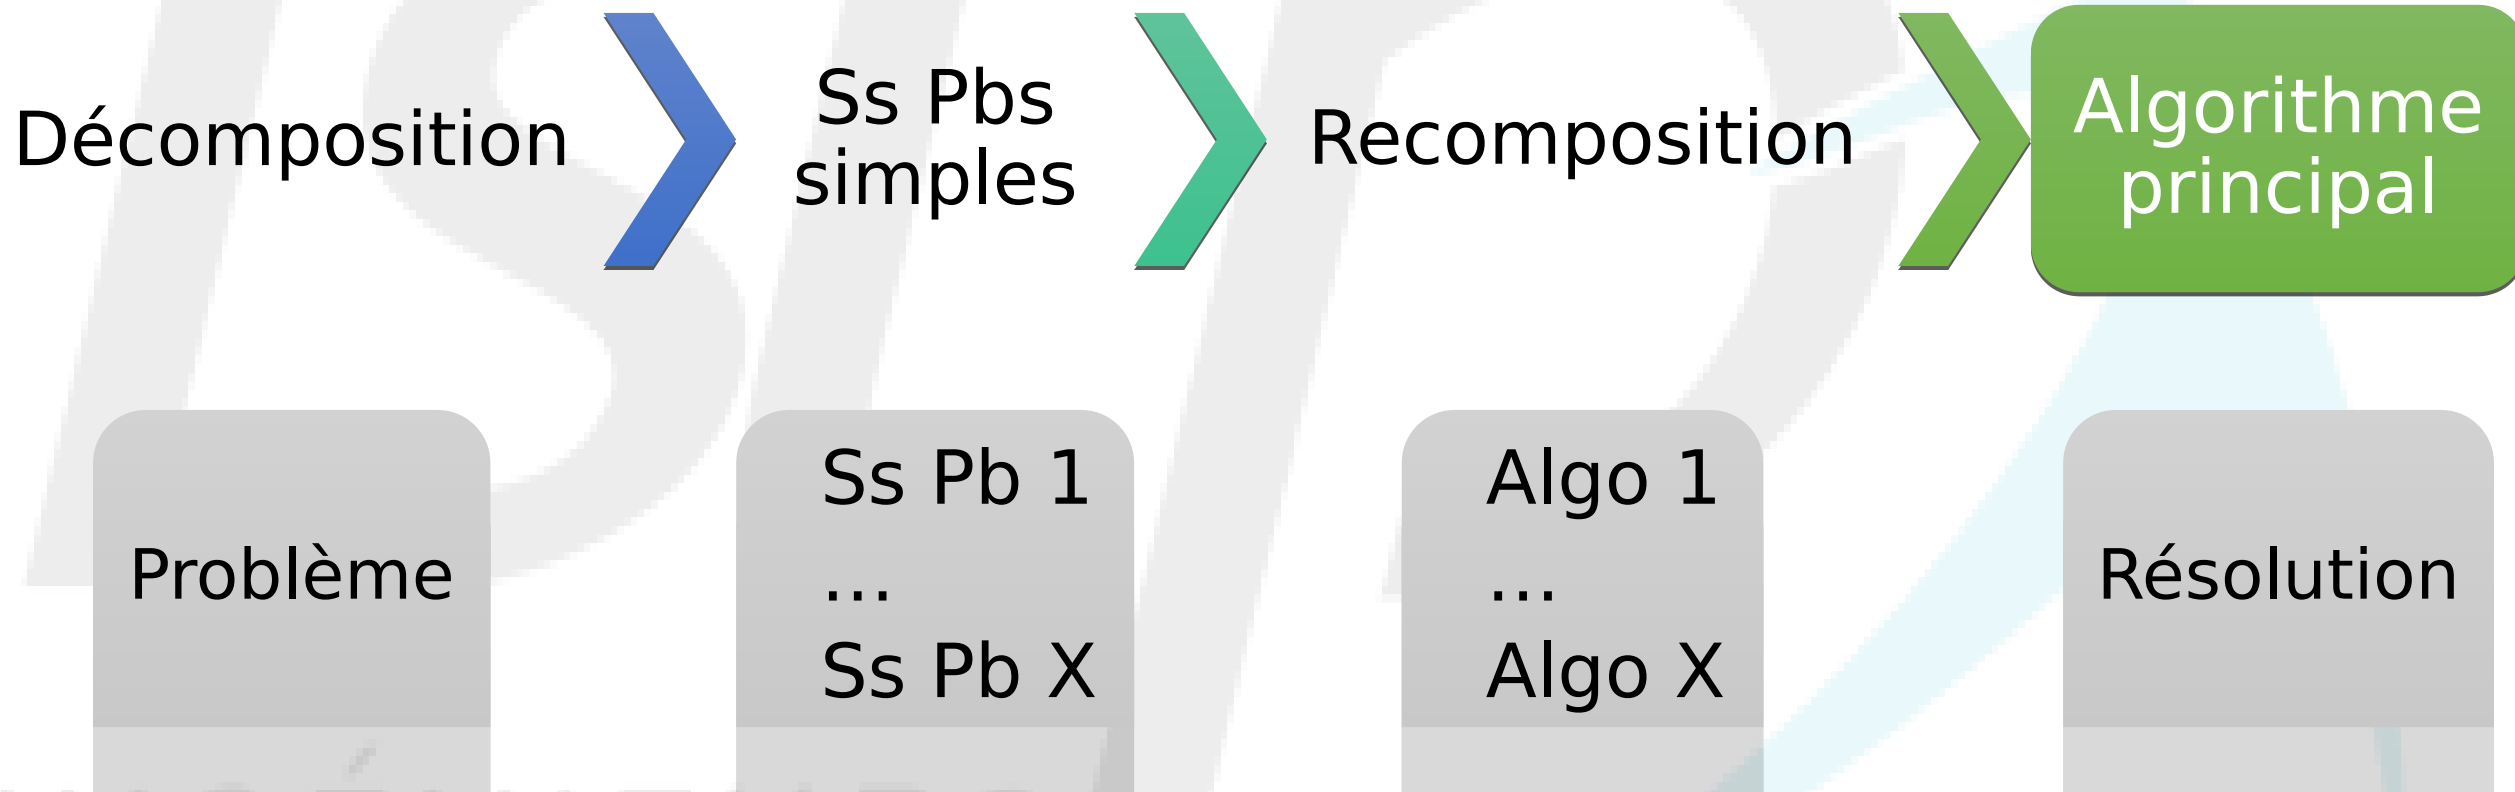 Décomposition
Ss Pbs
simples
Recomposition
Algorithme
principal
Problème
Ss Pb 1
...
Ss Pb X
Algo 1
...
Algo X
Résolution